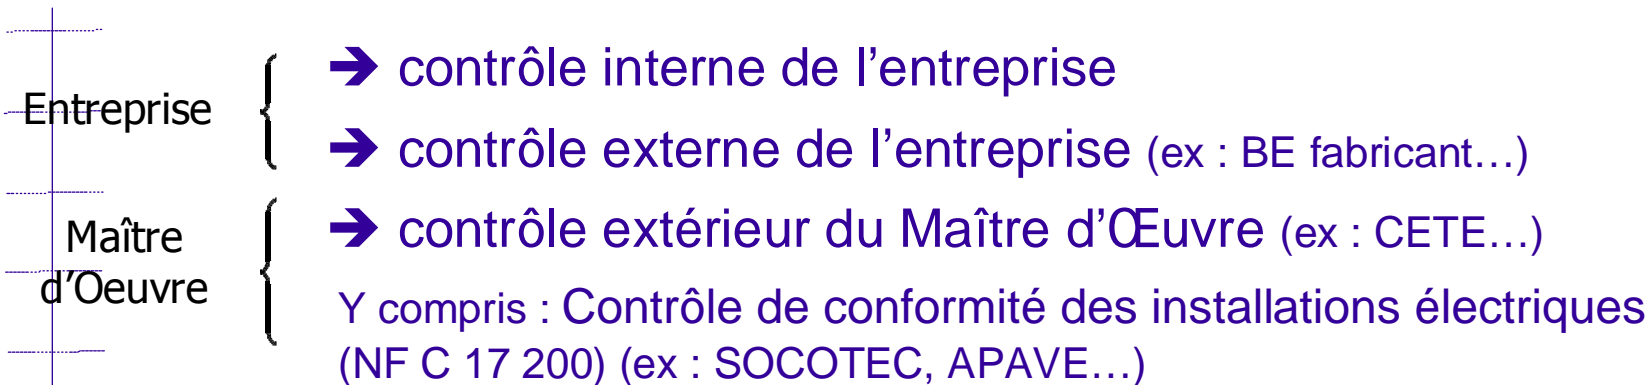 Entreprise
➔ contrôle interne de l’entreprise
➔ contrôle externe de l’entreprise (ex : BE fabricant…)
Maître
d’Oeuvre
➔ contrôle extérieur du Maître d’Œuvre (ex : CETE…)
Y compris : Contrôle de conformité des installations électriques
(NF C 17 200) (ex : SOCOTEC, APAVE…)